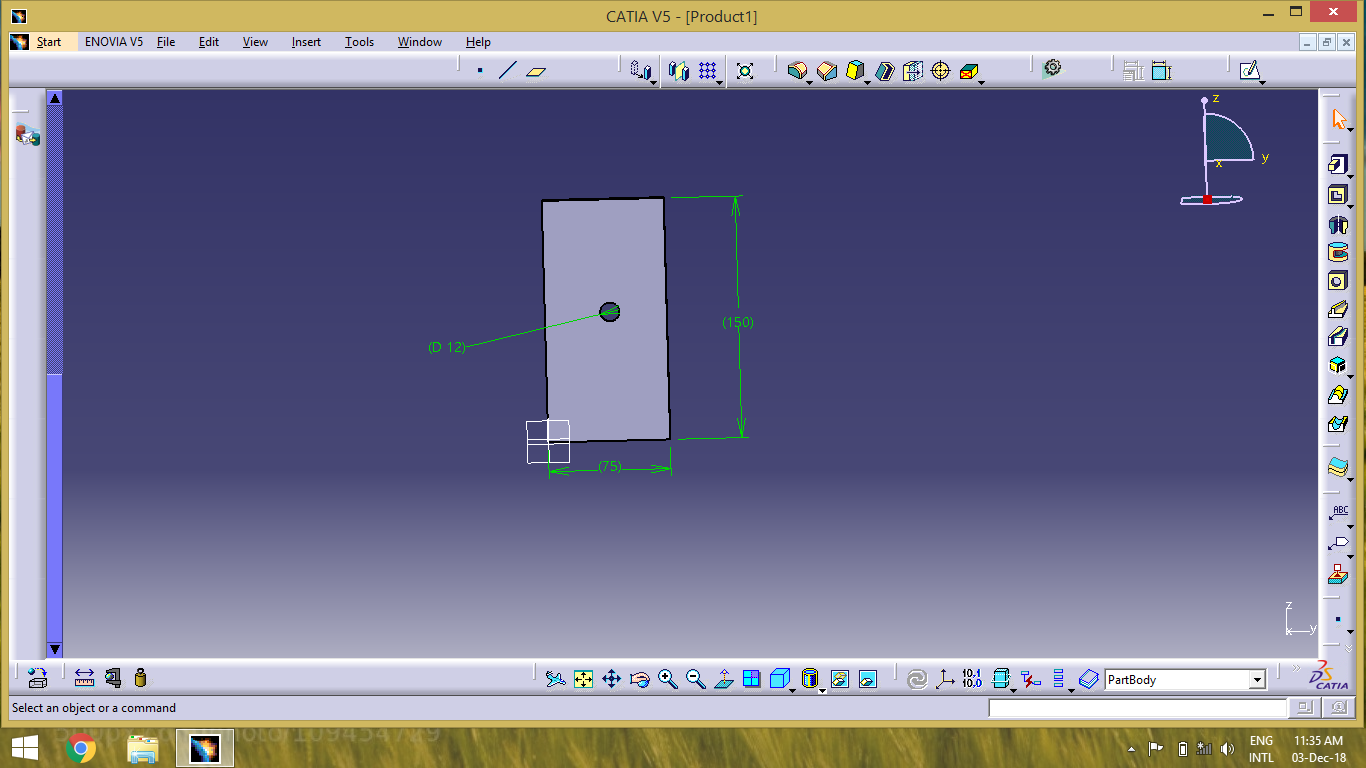 CATIA V5 - [Product1]
Start ENOVIA V5 File Edit View Insert Tools Window Help
z
y
x
(150)
(D 12)
(75)
ABC
z
x y
10.1
10.0
PartBody
CATIA
Select an object or a command
ENG 11:35 AM
INTL 03-Dec-18